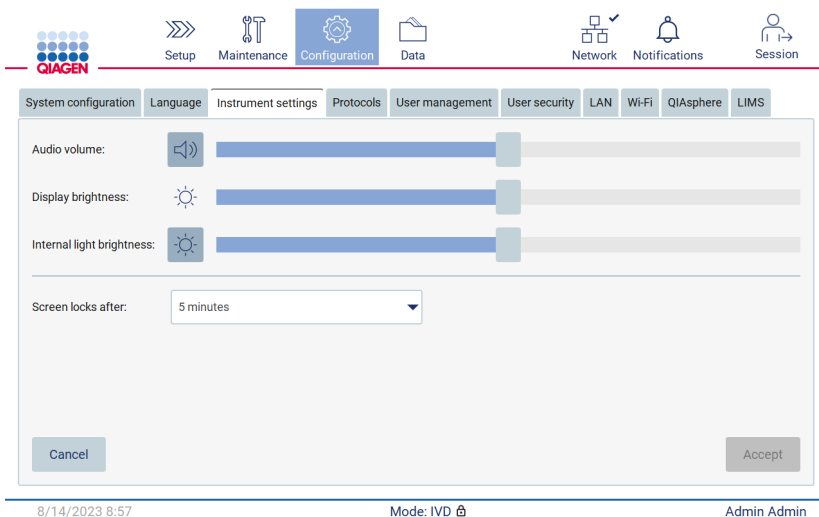 QIAGEN
Setup Maintenance Configuration Data Network Notifications Session
System configuration Language Instrument settings Protocols User management User security LAN Wi-Fi QIAsphere LIMS
Audio volume:
Display brightness:
Internal light brightness:
Screen locks after: 5 minutes
Cancel Accept
8/14/2023 8:57 Mode: IVD Admin Admin